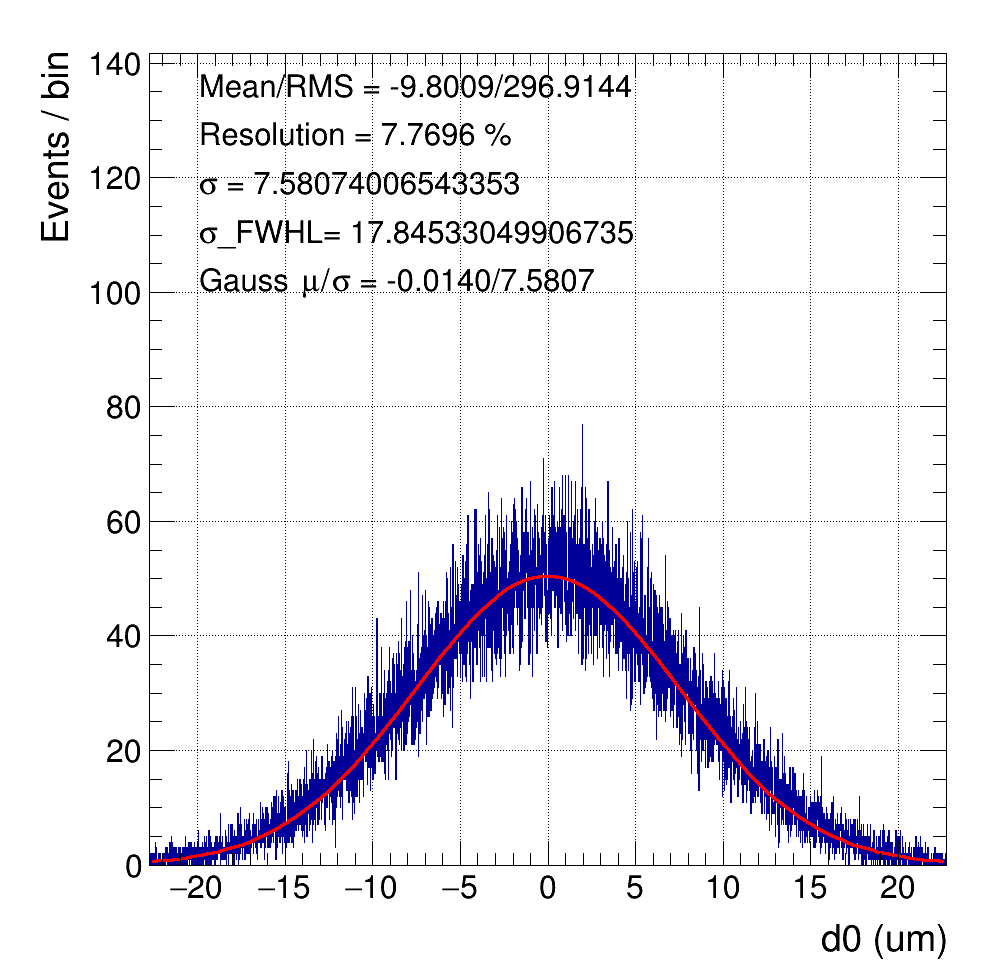 Events / bin
140
120
100
80
60
40
20
0
Mean/RMS = -9.8009/296.9144
Resolution = 7.7696 %
σ = 7.58074006543353
σ_FWHL= 17.84533049906735
Gauss μ/σ = -0.0140/7.5807
−20 −15 −10 −5 0 5 10 15 20
d0 (um)